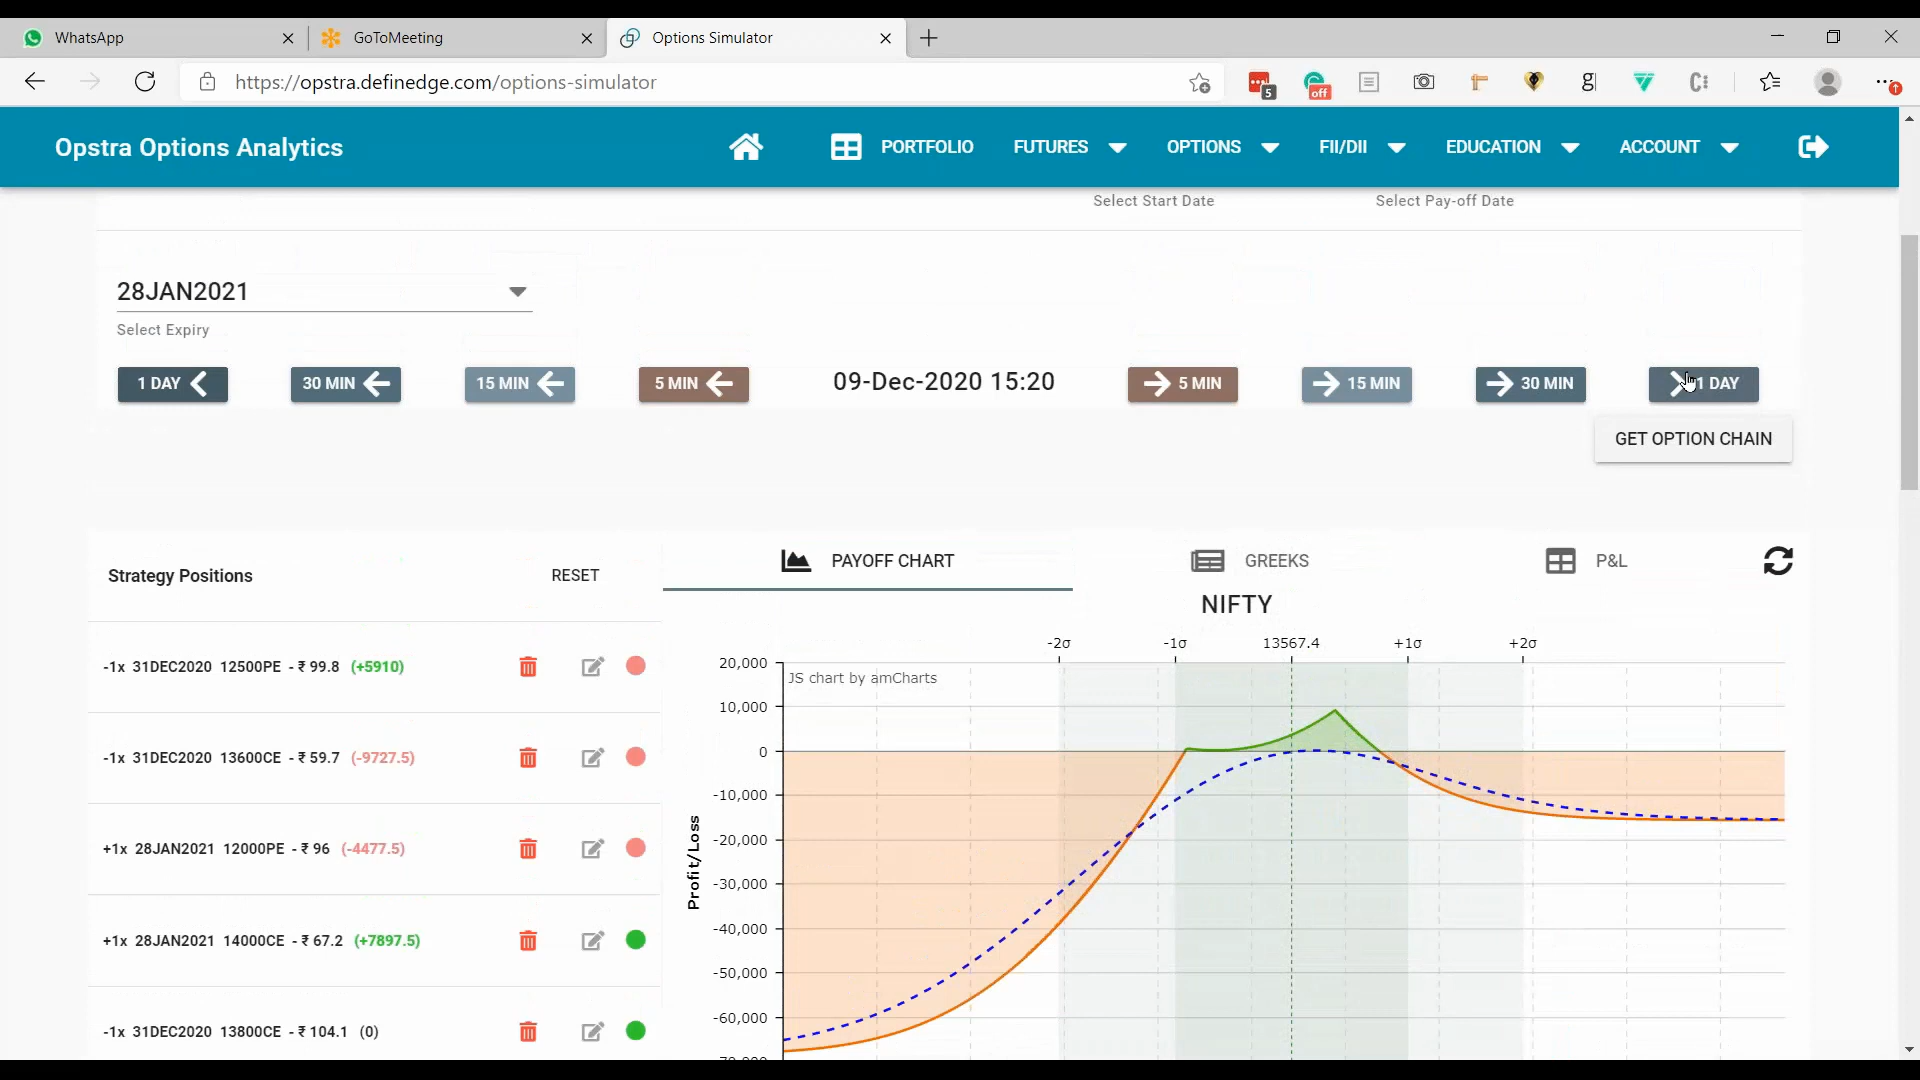 WhatsApp
GoToMeeting
Options Simulator
https://opstra.definedge.com/options-simulator
5
off
g
Opstra Options Analytics
PORTFOLIO
FUTURES
OPTIONS
FII/DII
EDUCATION
ACCOUNT
Select Start Date
Select Pay-off Date
28JAN2021
Select Expiry
1 DAY
30 MIN
15 MIN
5 MIN
09-Dec-2020 15:20
5 MIN
15 MIN
30 MIN
1 DAY
GET OPTION CHAIN
Strategy Positions
RESET
PAYOFF CHART
GREEKS
P&L
NIFTY
-2σ
-1σ
13567.4
+1σ
+2σ
JS chart by amCharts
20,000
10,000
0
-10,000
-20,000
-30,000
-40,000
-50,000
-60,000
Profit/Loss
-1x 31DEC2020 12500PE - ₹ 99.8 (+5910)
-1x 31DEC2020 13600CE - ₹ 59.7 (-9727.5)
+1x 28JAN2021 12000PE - ₹ 96 (-4477.5)
+1x 28JAN2021 14000CE - ₹ 67.2 (+7897.5)
-1x 31DEC2020 13800CE - ₹ 104.1 (0)